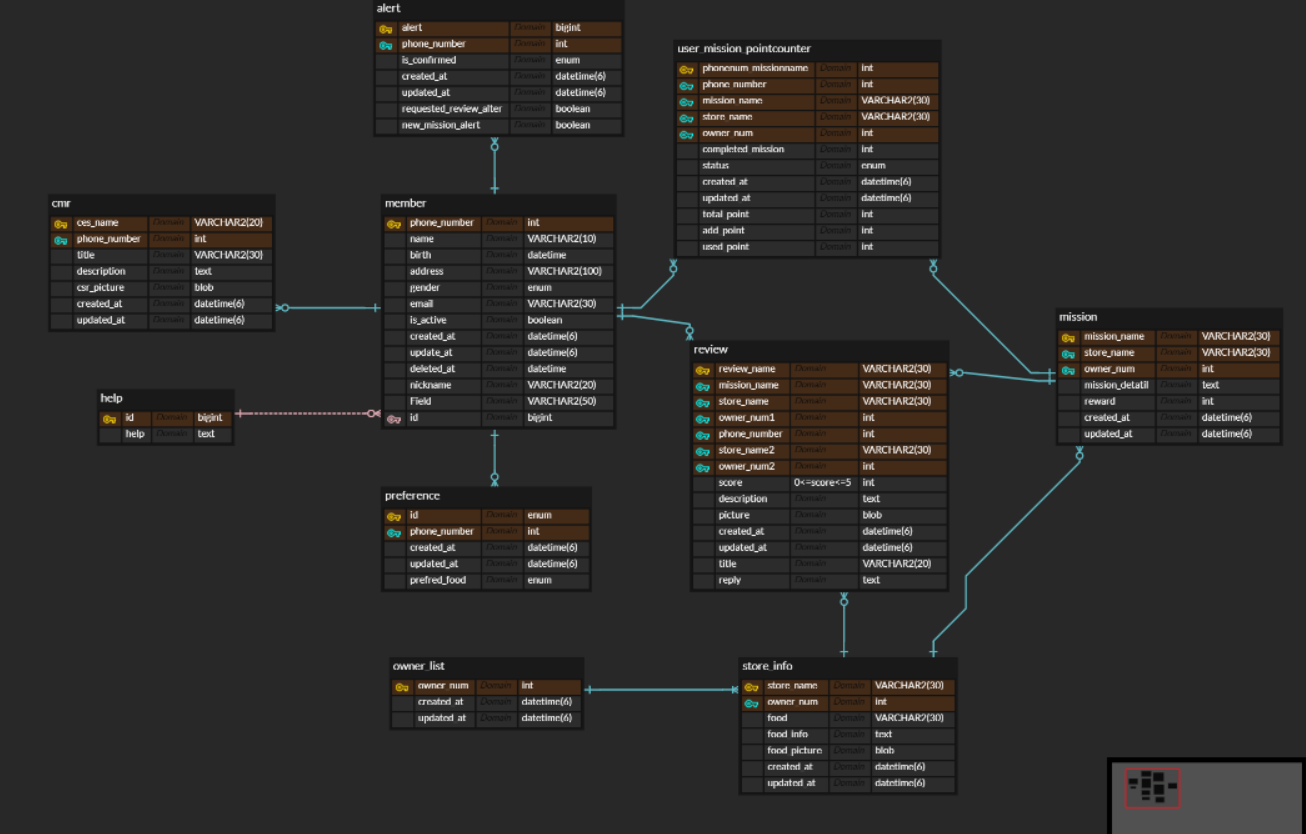 alert
alert Domain bigint
phone_number Domain int
is_confirmed Domain enum
created_at Domain datetime(6)
updated_at Domain datetime(6)
requested_review_alter Domain boolean
new_mission_alert Domain boolean
user_mission_pointcounter
phonenum_missionname Domain int
phone_number Domain int
mission_name Domain VARCHAR2(30)
store_name Domain VARCHAR2(30)
owner_num Domain int
completed_mission Domain int
status Domain enum
created_at Domain datetime(6)
updated_at Domain datetime(6)
total_point Domain int
add_point Domain int
used_point Domain int
cmr
ces_name Domain VARCHAR2(20)
phone_number Domain int
title Domain VARCHAR2(30)
description Domain text
csr_picture Domain blob
created_at Domain datetime(6)
updated_at Domain datetime(6)
member
phone_number Domain int
name Domain VARCHAR2(10)
birth Domain datetime
address Domain VARCHAR2(100)
gender Domain enum
email Domain VARCHAR2(30)
is_active Domain boolean
created_at Domain datetime(6)
update_at Domain datetime(6)
deleted_at Domain datetime
nickname Domain VARCHAR2(20)
Field Domain VARCHAR2(50)
id Domain bigint
mission
mission_name Domain VARCHAR2(30)
store_name Domain VARCHAR2(30)
owner_num Domain int
mission_detatil Domain text
reward Domain int
created_at Domain datetime(6)
updated_at Domain datetime(6)
review
review_name Domain VARCHAR2(30)
mission_name Domain VARCHAR2(30)
store_name Domain VARCHAR2(30)
owner_num1 Domain int
phone_number Domain int
store_name2 Domain VARCHAR2(30)
owner_num2 Domain int
score 0<=score<=5 int
description Domain text
picture Domain blob
created_at Domain datetime(6)
updated_at Domain datetime(6)
title Domain VARCHAR2(20)
reply Domain text
help
id Domain bigint
help Domain text
preference
id Domain enum
phone_number Domain int
created_at Domain datetime(6)
updated_at Domain datetime(6)
prefred_food Domain enum
owner_list
owner_num Domain int
created_at Domain datetime(6)
updated_at Domain datetime(6)
store_info
store_name Domain VARCHAR2(30)
owner_num Domain int
food Domain VARCHAR2(30)
food_info Domain text
food_picture Domain blob
created_at Domain datetime(6)
updated_at Domain datetime(6)